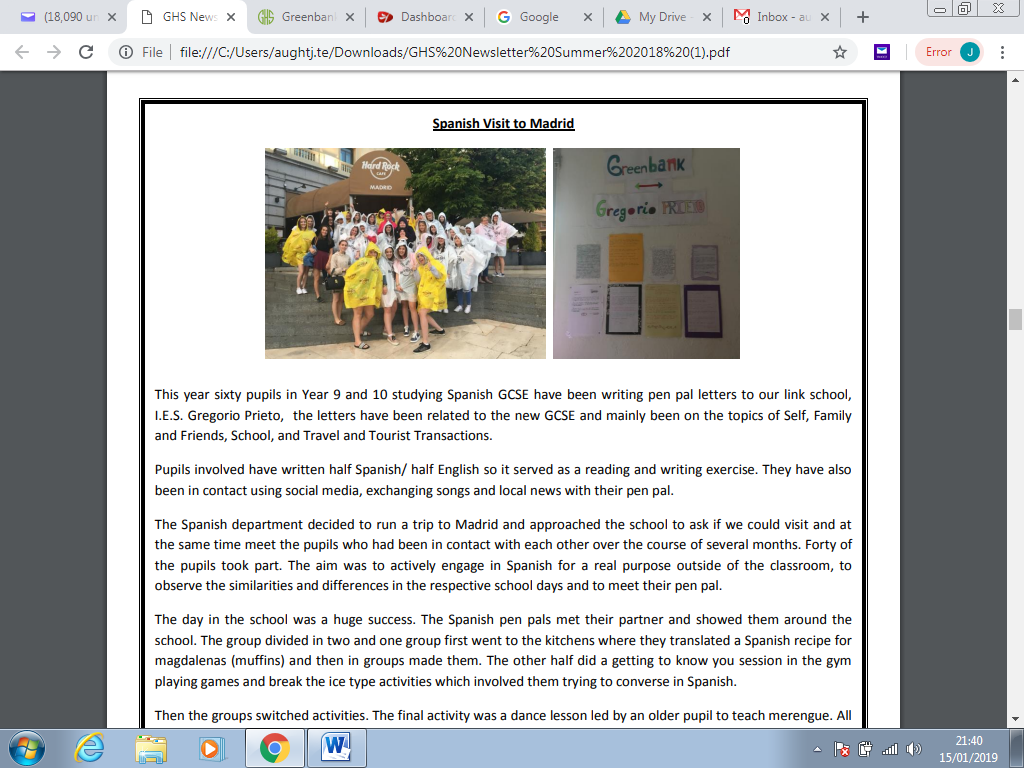 (18,090 un
GHS News
Greenban
Dashboar
Google
My Drive -
Inbox - au
File
file:///C:/Users/aughtj.te/Downloads/GHS%20Newsletter%20Summer%202018%20(1).pdf
Error
J
Spanish Visit to Madrid
Hard Rock
CAFE
MADRID
Greenbank
Gregorio PRIETO
This year sixty pupils in Year 9 and 10 studying Spanish GCSE have been writing pen pal letters to our link school,
I.E.S. Gregorio Prieto, the letters have been related to the new GCSE and mainly been on the topics of Self, Family
and Friends, School, and Travel and Tourist Transactions.
Pupils involved have written half Spanish/ half English so it served as a reading and writing exercise. They have also
been in contact using social media, exchanging songs and local news with their pen pal.
The Spanish department decided to run a trip to Madrid and approached the school to ask if we could visit and at
the same time meet the pupils who had been in contact with each other over the course of several months. Forty of
the pupils took part. The aim was to actively engage in Spanish for a real purpose outside of the classroom, to
observe the similarities and differences in the respective school days and to meet their pen pal.
The day in the school was a huge success. The Spanish pen pals met their partner and showed them around the
school. The group divided in two and one group first went to the kitchens where they translated a Spanish recipe for
magdalenas (muffins) and then in groups made them. The other half did a getting to know you session in the gym
playing games and break the ice type activities which involved them trying to converse in Spanish.
Then the groups switched activities. The final activity was a dance lesson led by an older pupil to teach merengue. All
21:40
15/01/2019